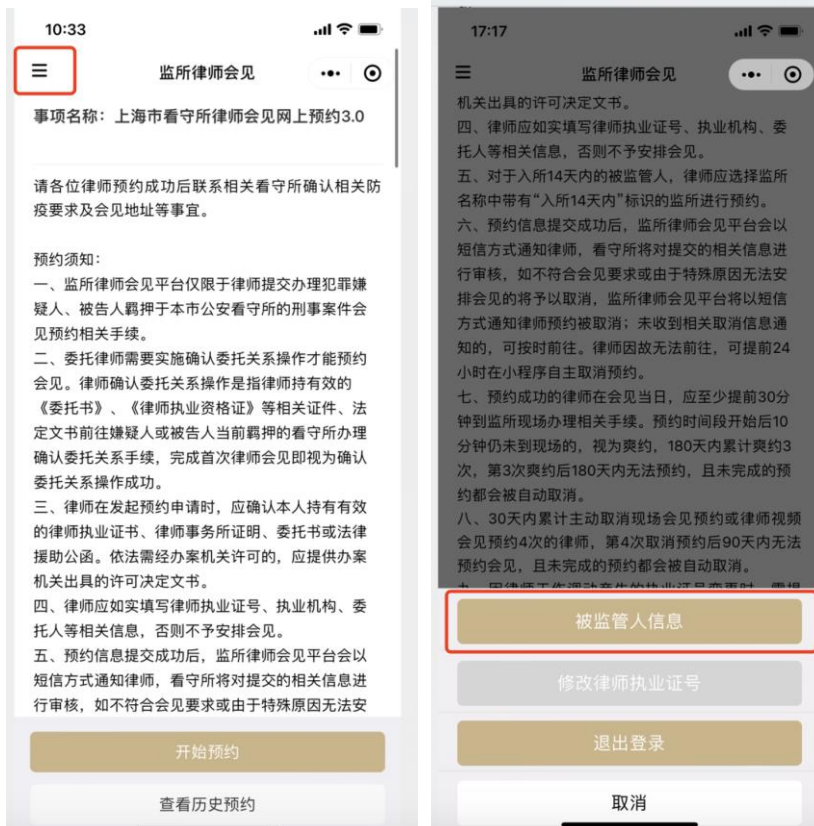 10:33
监所律师会见
事项名称：上海市看守所律师会见网上预约3.0
请各位律师预约成功后联系相关看守所确认相关防
疫要求及会见地址等事宜。
预约须知：
一、监所律师会见平台仅限于律师提交办理犯罪嫌
疑人、被告人羁押于本市公安看守所的刑事案件会
见预约相关手续。
二、委托律师需要实施确认委托关系操作才能预约
会见。律师确认委托关系操作是指律师持有效的
《委托书》、《律师执业资格证》等相关证件、法
定文书前往嫌疑人或被告人当前羁押的看守所办理
确认委托关系手续，完成首次律师会见即视为确认
委托关系操作成功。
三、律师在发起预约申请时，应确认本人持有有效
的律师执业证书、律师事务所证明、委托书或法律
援助公函。依法需经办案机关许可的，应提供办案
机关出具的许可决定文书。
四、律师应如实填写律师执业证号、执业机构、委
托人等相关信息，否则不予安排会见。
五、预约信息提交成功后，监所律师会见平台会以
短信方式通知律师，看守所将对提交的相关信息进
行审核，如不符合会见要求或由于特殊原因无法安
开始预约
查看历史预约
17:17
监所律师会见
机关出具的许可决定文书。
四、律师应如实填写律师执业证号、执业机构、委
托人等相关信息，否则不予安排会见。
五、对于入所14天内的被监管人，律师应选择监所
名称中带有“入所14天内”标识的监所进行预约。
六、预约信息提交成功后，监所律师会见平台会以
短信方式通知律师，看守所将对提交的相关信息进
行审核，如不符合会见要求或由于特殊原因无法安
排会见的将予以取消，监所律师会见平台将以短信
方式通知律师预约被取消；未收到相关取消信息通
知的，可按时前往。律师因故无法前往，可提前24
小时在小程序自主取消预约。
七、预约成功的律师在会见当日，应至少提前30分
钟到监所现场办理相关手续。预约时间段开始后10
分钟仍未到现场的，视为爽约，180天内累计爽约3
次，第3次爽约后180天内无法预约，且未完成的预
约都会被自动取消。
八、30天内累计主动取消现场会见预约或律师视频
会见预约4次的律师，第4次取消预约后90天内无法
预约会见，且未完成的预约都会被自动取消。
九、因律师工作调动产生的执业证号变更时，需提
被监管人信息
修改律师执业证号
退出登录
取消